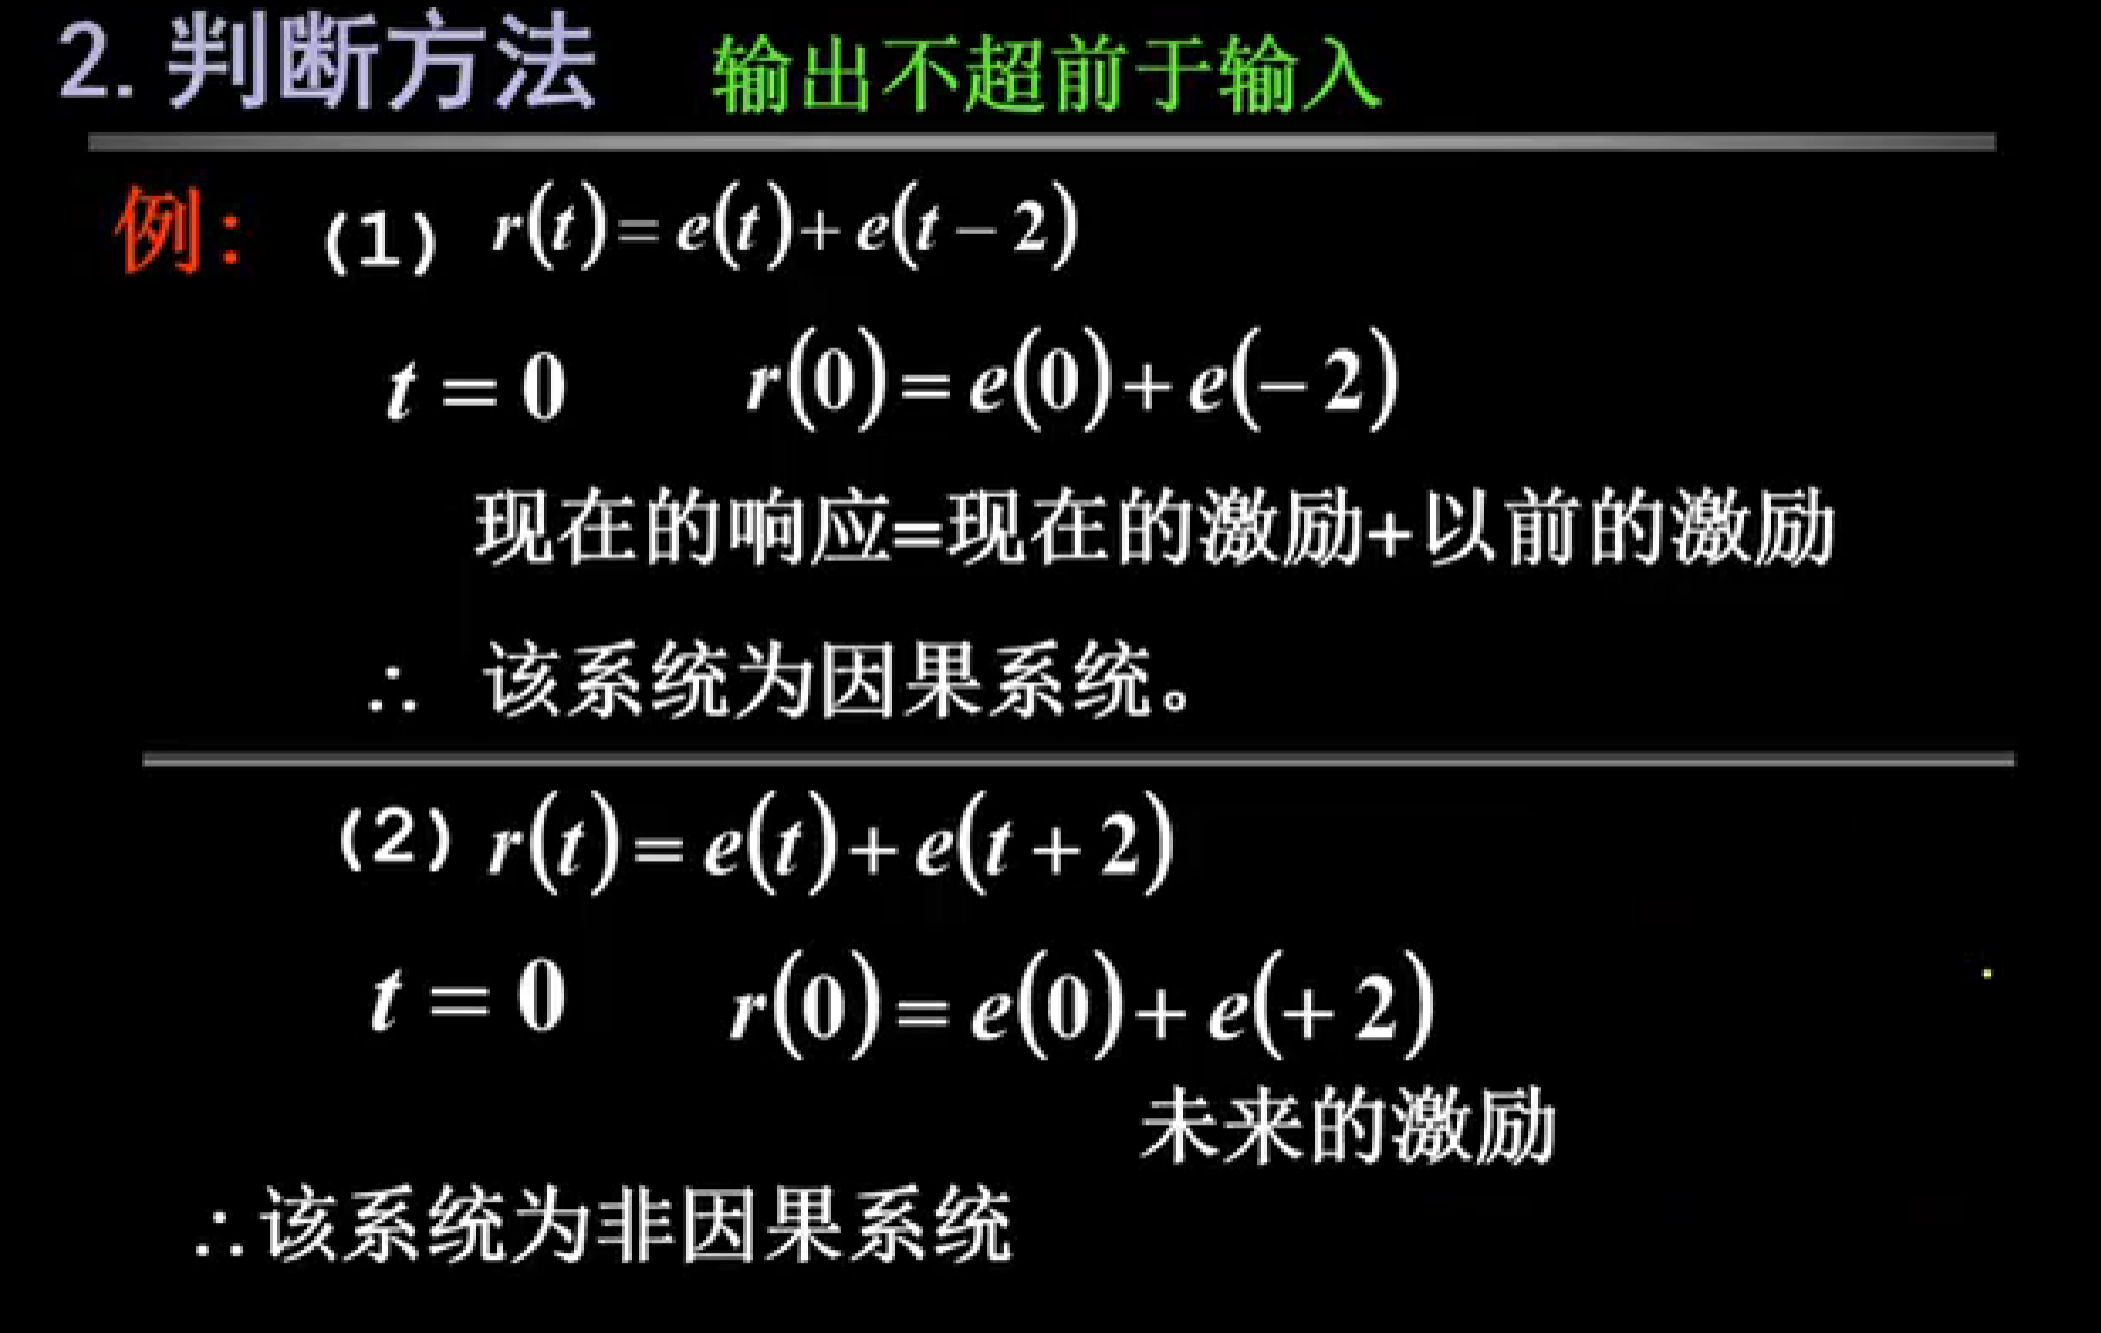 2. 判断方法 输出不超前于输入
例： (1) r(t)= e(t)+ e(t − 2)
t = 0 r(0)= e(0)+ e(− 2)
现在的响应=现在的激励+以前的激励
∴ 该系统为因果系统。
(2) r(t)= e(t)+ e(t + 2)
t = 0 r(0)= e(0)+ e(+ 2)
未来的激励
∴该系统为非因果系统